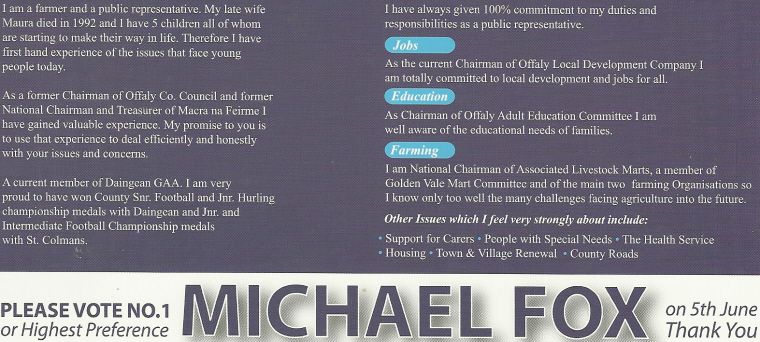 I am a farmer and a public representative. My late wife
Maura died in 1992 and I have 5 children all of whom
are starting to make their way in life. Therefore I have
first hand experience of the issues that face young
people today.
As a former Chairman of Offaly Co. Council and former
National Chairman and Treasurer of Macra na Feirme I
have gained valuable experience. My promise to you is
to use that experience to deal efficiently and honestly
with your issues and concerns.
A current member of Daingean GAA. I am very
proud to have won County Snr. Football and Jnr. Hurling
championship medals with Daingean and Jnr. and
Intermediate Football Championship medals
with St. Colmans.
I have always given 100% commitment to my duties and
responsibilities as a public representative.
Jobs
As the current Chairman of Offaly Local Development Company I
am totally committed to local development and jobs for all.
Education
As Chairman of Offaly Adult Education Committee I am
well aware of the educational needs of families.
Farming
I am National Chairman of Associated Livestock Marts, a member of
Golden Vale Mart Committee and of the main two farming Organisations so
I know only too well the many challenges facing agriculture into the future.
Other Issues which I feel very strongly about include:
• Support for Carers • People with Special Needs • The Health Service
• Housing • Town & Village Renewal • County Roads
PLEASE VOTE NO.1
or Highest Preference
MICHAEL FOX
on 5th June
Thank You